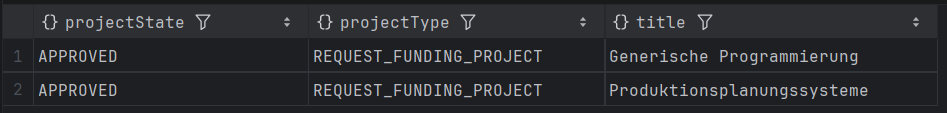 {} projectState {} projectType {} title
1 APPROVED REQUEST_FUNDING_PROJECT Generische Programmierung
2 APPROVED REQUEST_FUNDING_PROJECT Produktionsplanungssysteme